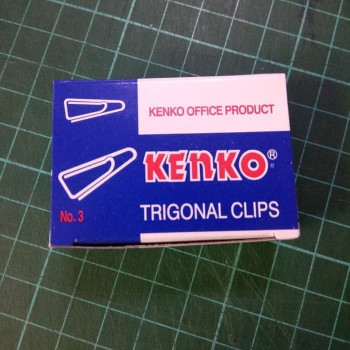 KENKO OFFICE PRODUCT
KENKO®
No. 3
TRIGONAL CLIPS